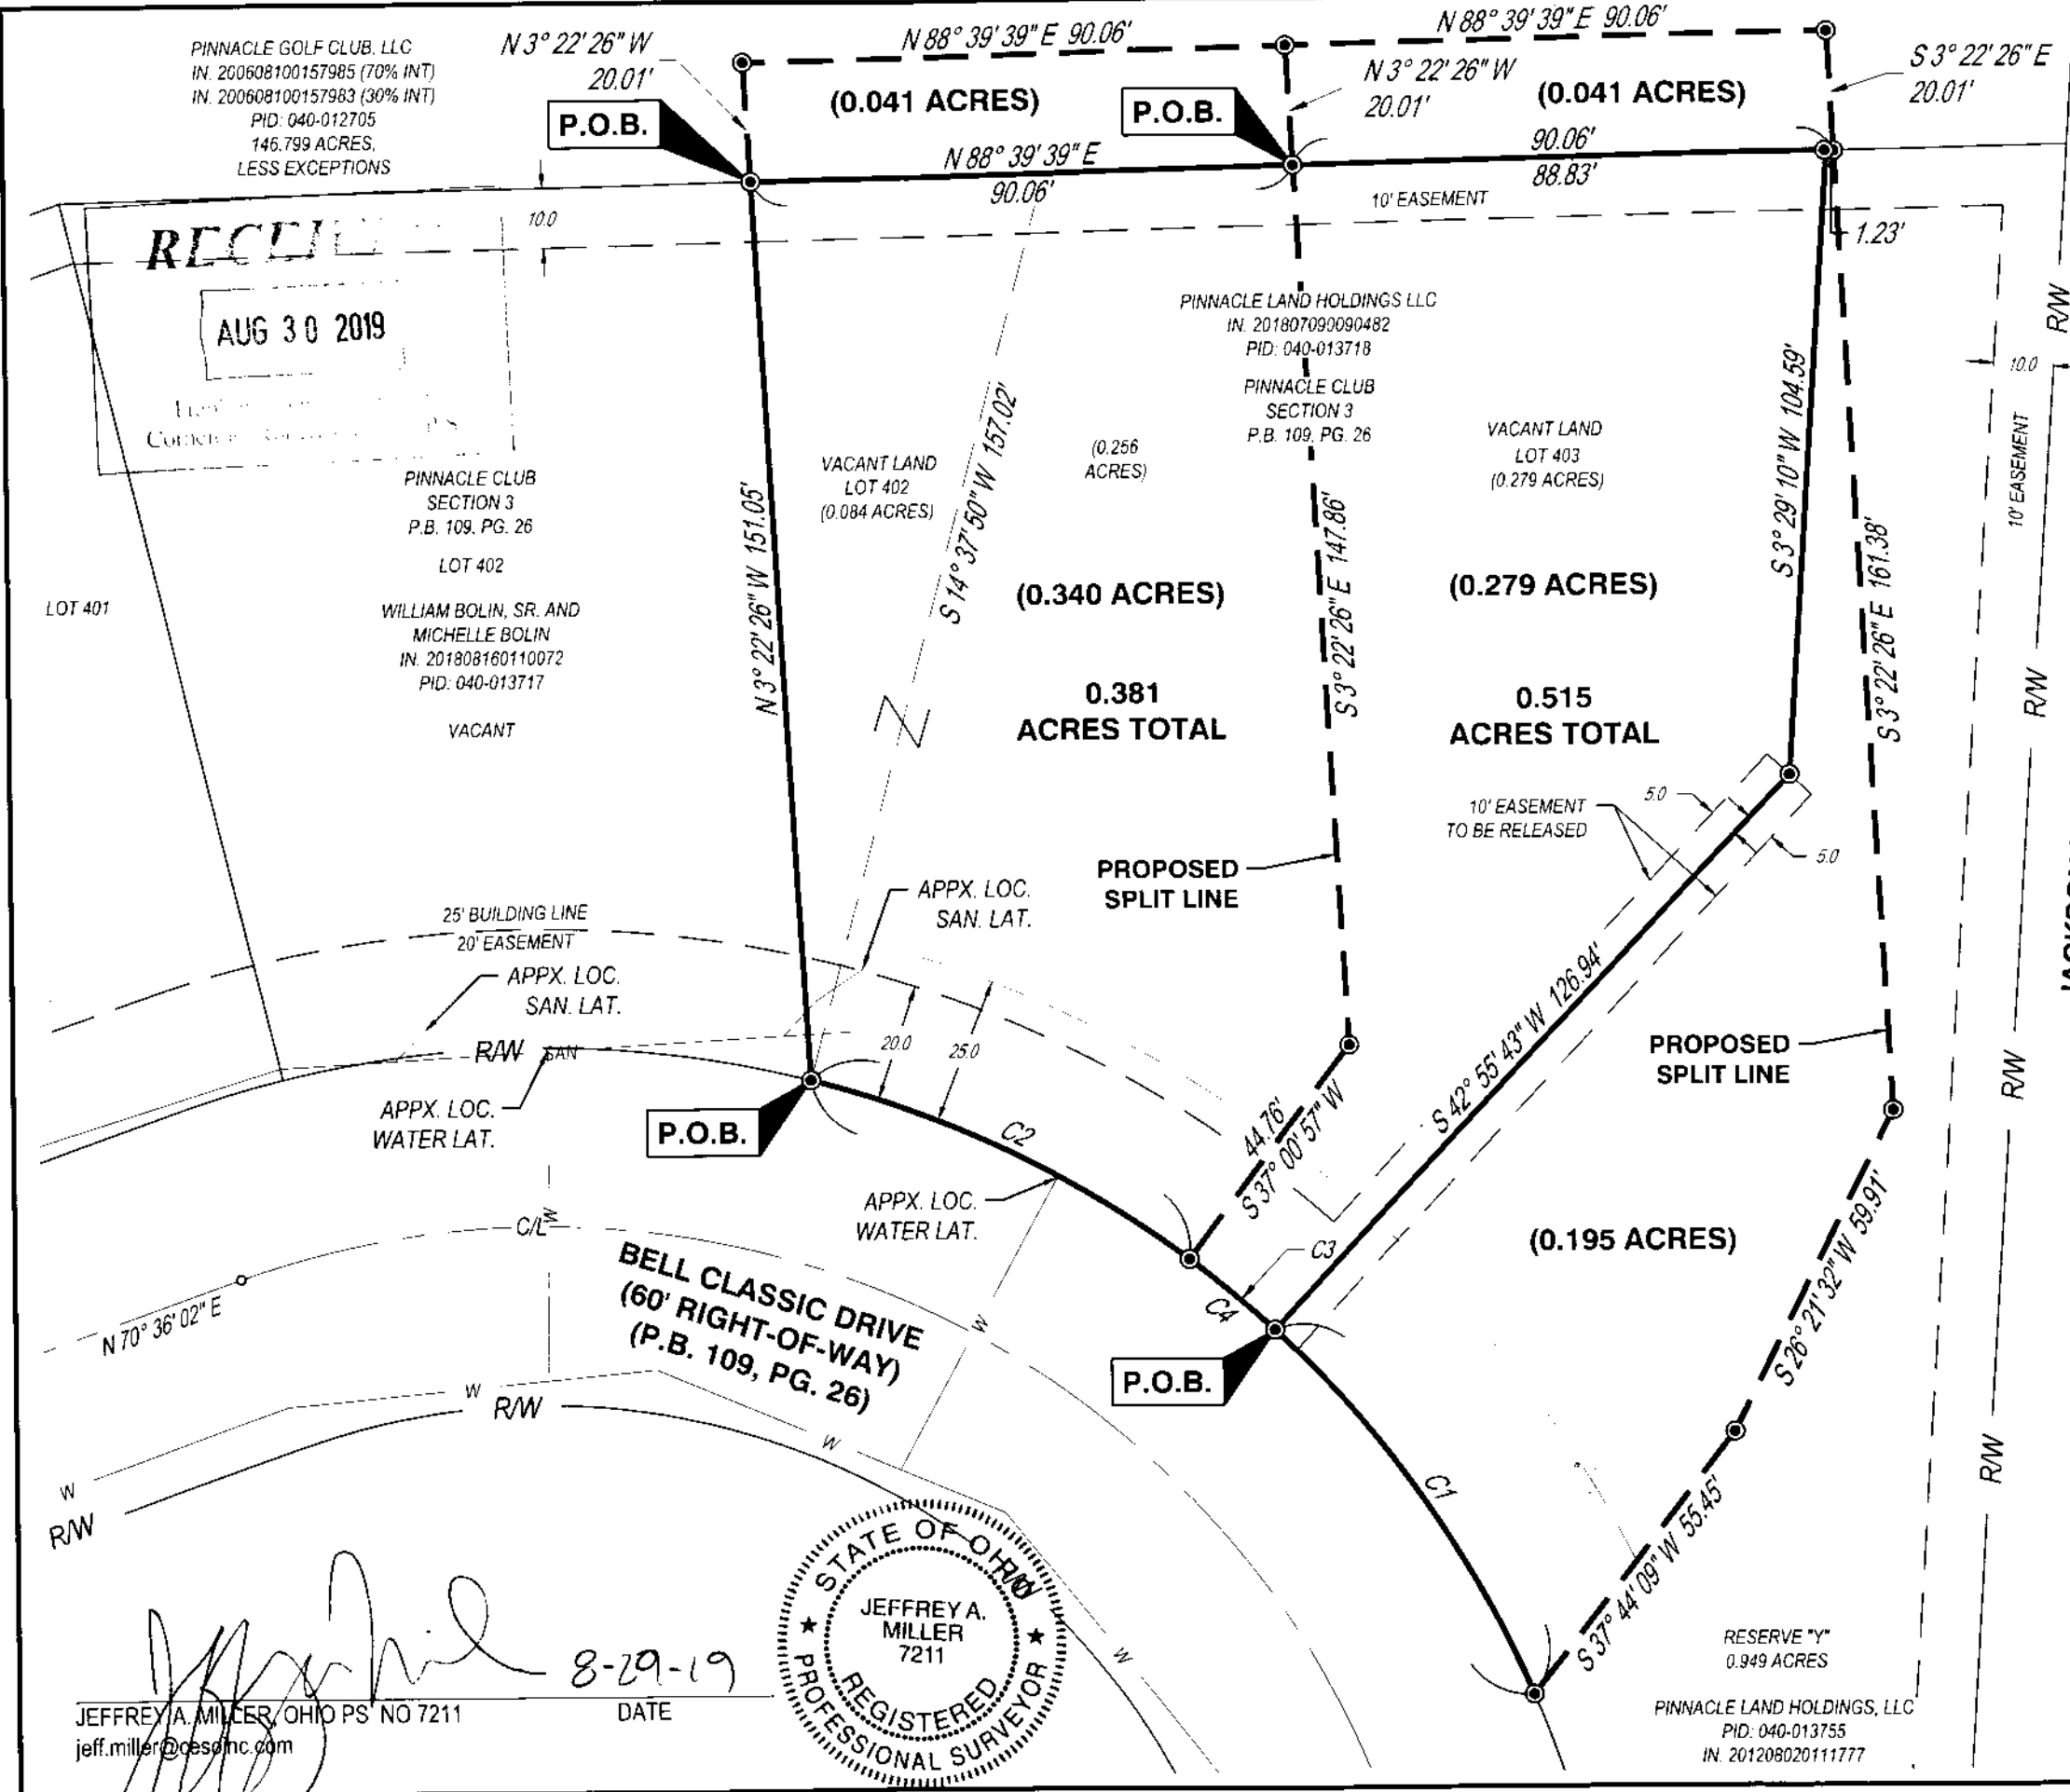 PINNACLE GOLF CLUB, LLC
IN. 200608100157985 (70% INT)
IN. 200608100157983 (30% INT)
PID: 040-012705
146.799 ACRES,
LESS EXCEPTIONS
N 3° 22' 26" W
20.01'
N 88° 39' 39" E 90.06'
N 88° 39' 39" E 90.06'
N 3° 22' 26" W
20.01'
S 3° 22' 26" E
20.01'
(0.041 ACRES)
(0.041 ACRES)
P.O.B.
P.O.B.
N 88° 39' 39" E
90.06'
90.06'
88.83'
10' EASEMENT
1.23'
10.0
AUG 30 2019
PINNACLE LAND HOLDINGS LLC
IN. 201807090090482
PID: 040-013718
PINNACLE CLUB
SECTION 3
P.B. 109, PG. 26
R/W
10.0
10' EASEMENT
PINNACLE CLUB
SECTION 3
P.B. 109, PG. 26
LOT 402
WILLIAM BOLIN, SR. AND
MICHELLE BOLIN
IN. 201808160110072
PID: 040-013717
VACANT
LOT 401
N 3° 22' 26" W 151.05'
VACANT LAND
LOT 402
(0.084 ACRES)
S 14° 37' 50" W 157.02'
(0.256
ACRES)
VACANT LAND
LOT 403
(0.279 ACRES)
S 3° 22' 26" E 147.86'
S 3° 29' 10" W 104.59'
S 3° 22' 26" E 161.38'
(0.340 ACRES)
(0.279 ACRES)
0.381
ACRES TOTAL
0.515
ACRES TOTAL
R/W
10' EASEMENT
TO BE RELEASED
5.0
5.0
PROPOSED
SPLIT LINE
APPX. LOC.
SAN. LAT.
25' BUILDING LINE
20' EASEMENT
APPX. LOC.
SAN. LAT.
R/W
SAN
20.0
25.0
S 42° 55' 43" W 126.94'
PROPOSED
SPLIT LINE
R/W
APPX. LOC.
WATER LAT.
P.O.B.
C2
44.76'
S 37° 00' 57" W
APPX. LOC.
WATER LAT.
C/L
W
(0.195 ACRES)
C3
C4
S 26° 21' 32" W 59.91'
BELL CLASSIC DRIVE
(60' RIGHT-OF-WAY)
(P.B. 109, PG. 26)
W
N 70° 36' 02" E
P.O.B.
W
R/W
W
R/W
C1
W
R/W
S 37° 44' 09" W 55.45'
STATE OF OHIO
R/W
JEFFREY A.
MILLER
7211
REGISTERED
PROFESSIONAL SURVEYOR
W
8-29-19
JEFFREY A. MILLER, OHIO PS NO 7211
DATE
jeff.miller@cesoinc.com
RESERVE "Y"
0.949 ACRES
PINNACLE LAND HOLDINGS, LLC
PID: 040-013755
IN. 201208020111777